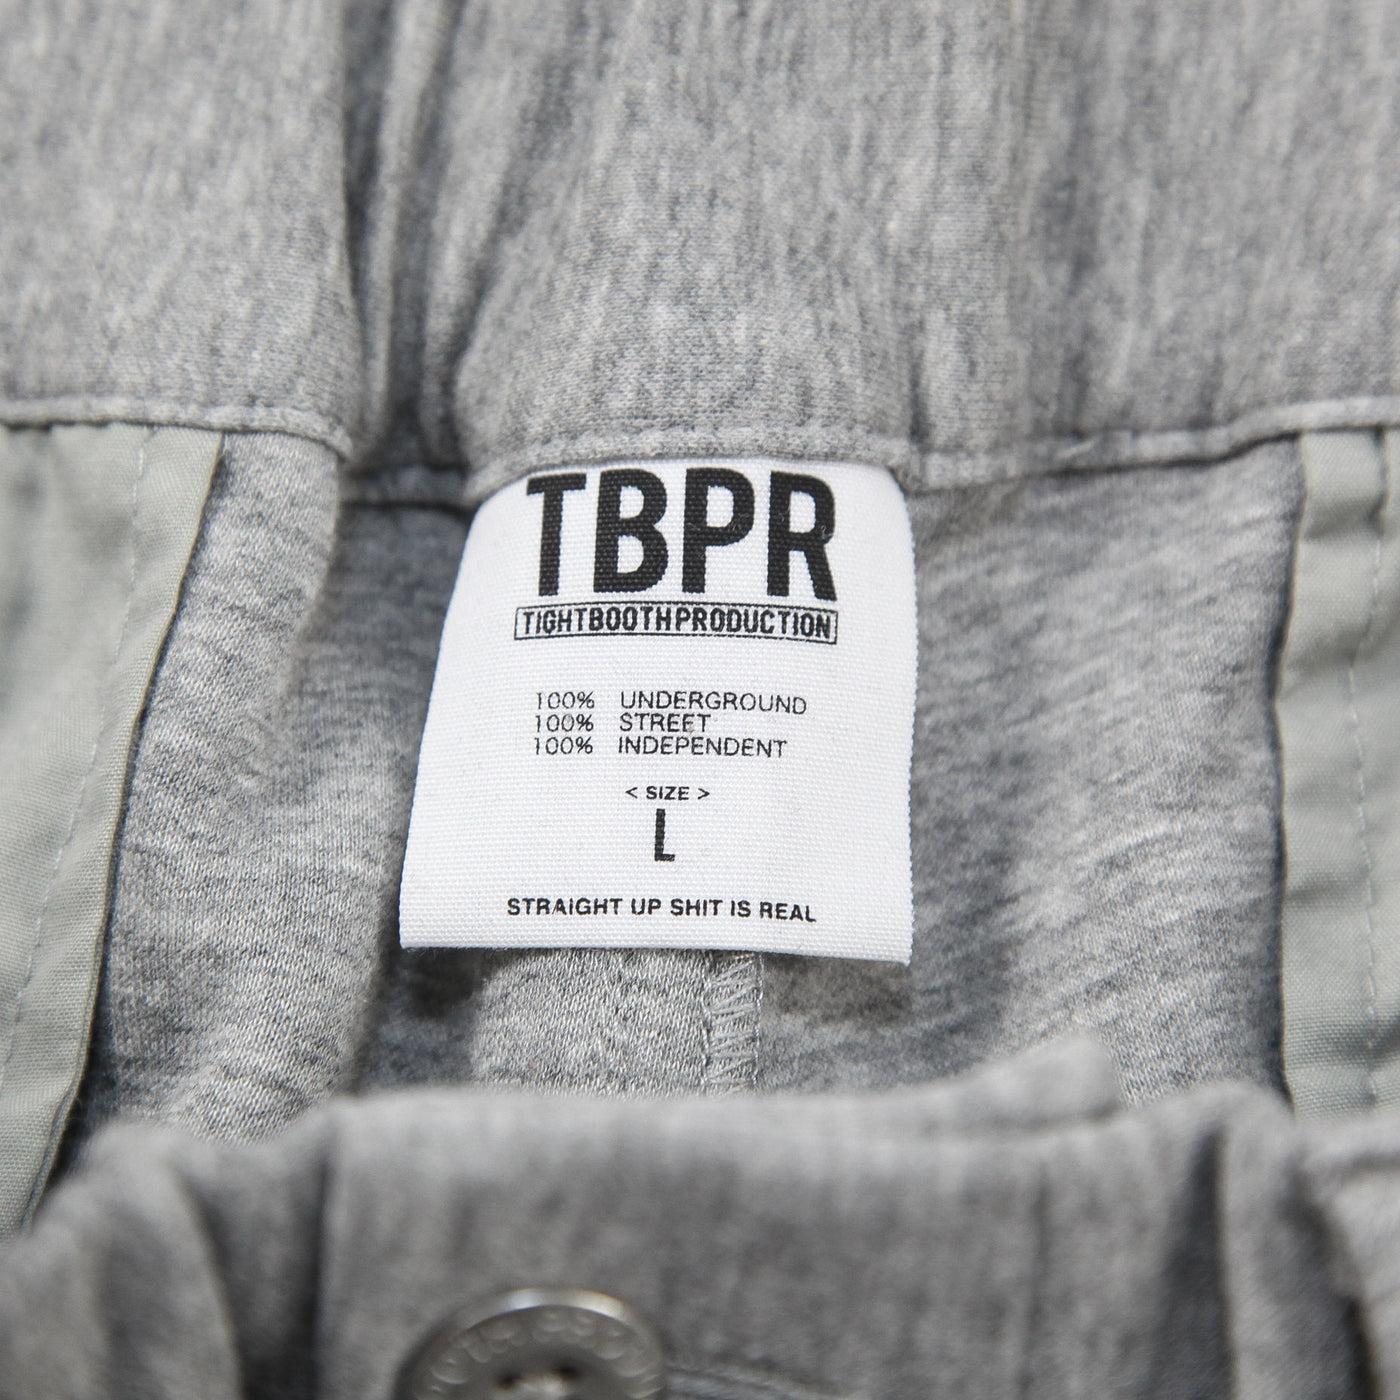 TBPR
TIGHTBOOTHPRODUCTION
100% UNDERGROUND
100% STREET
100% INDEPENDENT
< SIZE >
L
STRAIGHT UP SHIT IS REAL